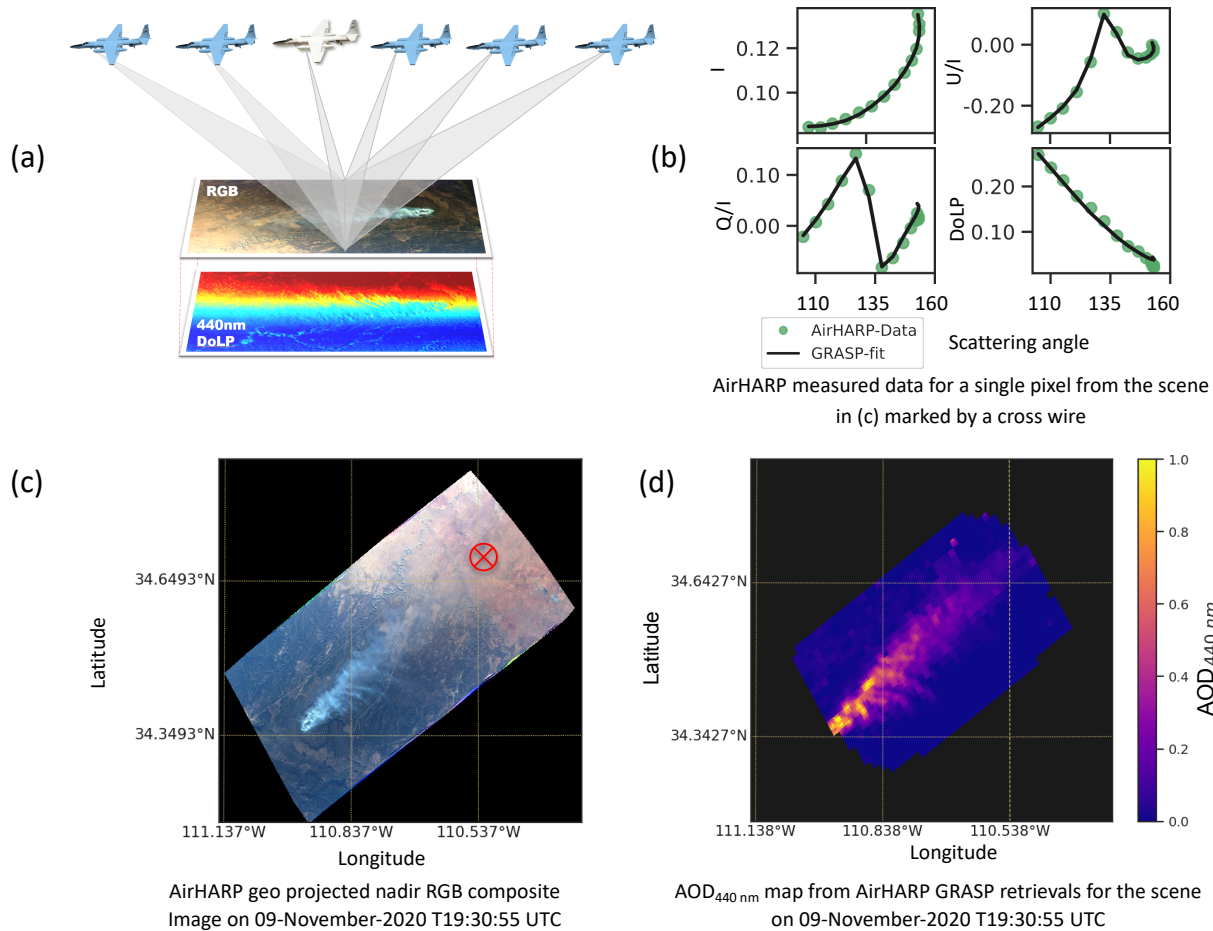 (a)
RGB
440nm
DoLP
(b)
I
0.12
0.10
U/I
0.00
-0.20
Q/I
0.10
0.00
DoLP
0.20
0.10
110 135 160
110 135 160
AirHARP-Data
GRASP-fit
Scattering angle
AirHARP measured data for a single pixel from the scene
in (c) marked by a cross wire
(c)
Latitude
34.6493°N
34.3493°N
111.137°W 110.837°W 110.537°W
Longitude
AirHARP geo projected nadir RGB composite
Image on 09-November-2020 T19:30:55 UTC
(d)
Latitude
34.6427°N
34.3427°N
111.138°W 110.838°W 110.538°W
Longitude
1.0
0.8
0.6
0.4
0.2
0.0
AOD440 nm
AOD440 nm map from AirHARP GRASP retrievals for the scene
on 09-November-2020 T19:30:55 UTC